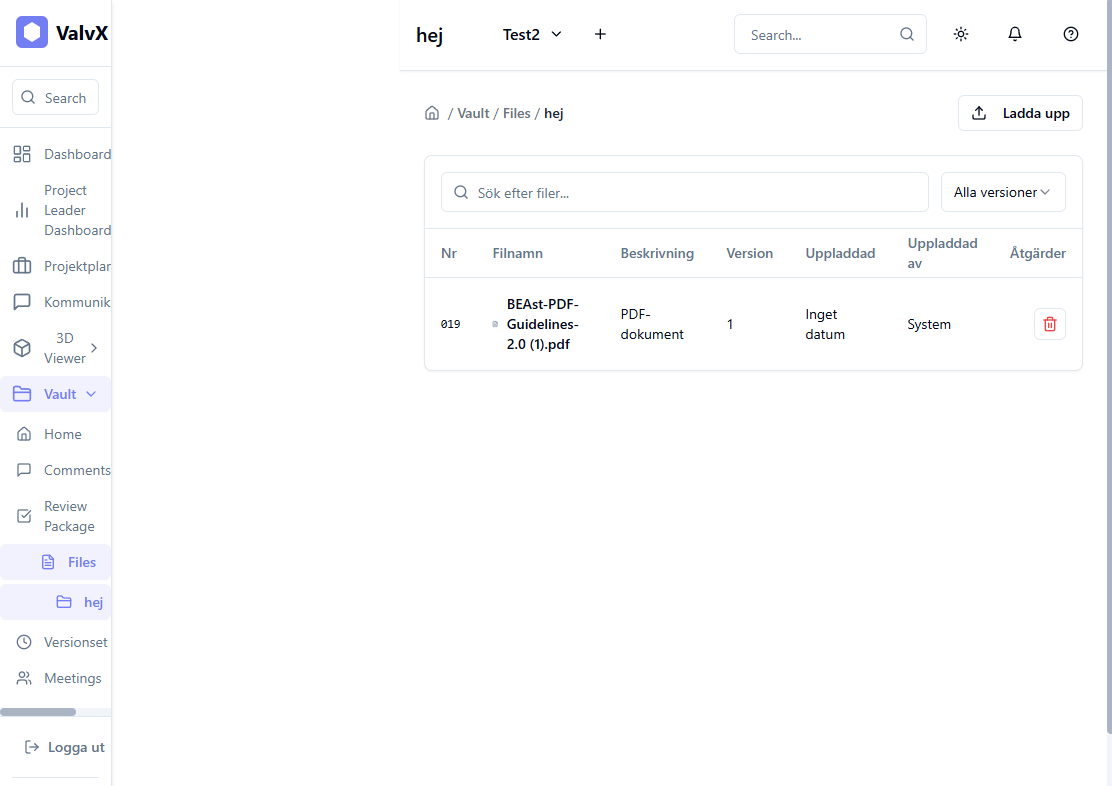 ValvX
Search
Dashboard
Project
Leader
Dashboard
Projektplan
Kommunik
3D
Viewer
Vault
Home
Comments
Review
Package
Files
hej
Versionset
Meetings
Logga ut
hej
Test2
Search...
/ Vault / Files / hej
Ladda upp
Sök efter filer...
Alla versioner
Nr Filnamn Beskrivning Version Uppladdad Uppladdad av Åtgärder
019
BEAst-PDF-
Guidelines-
2.0 (1).pdf
PDF-
dokument
1
Inget
datum
System